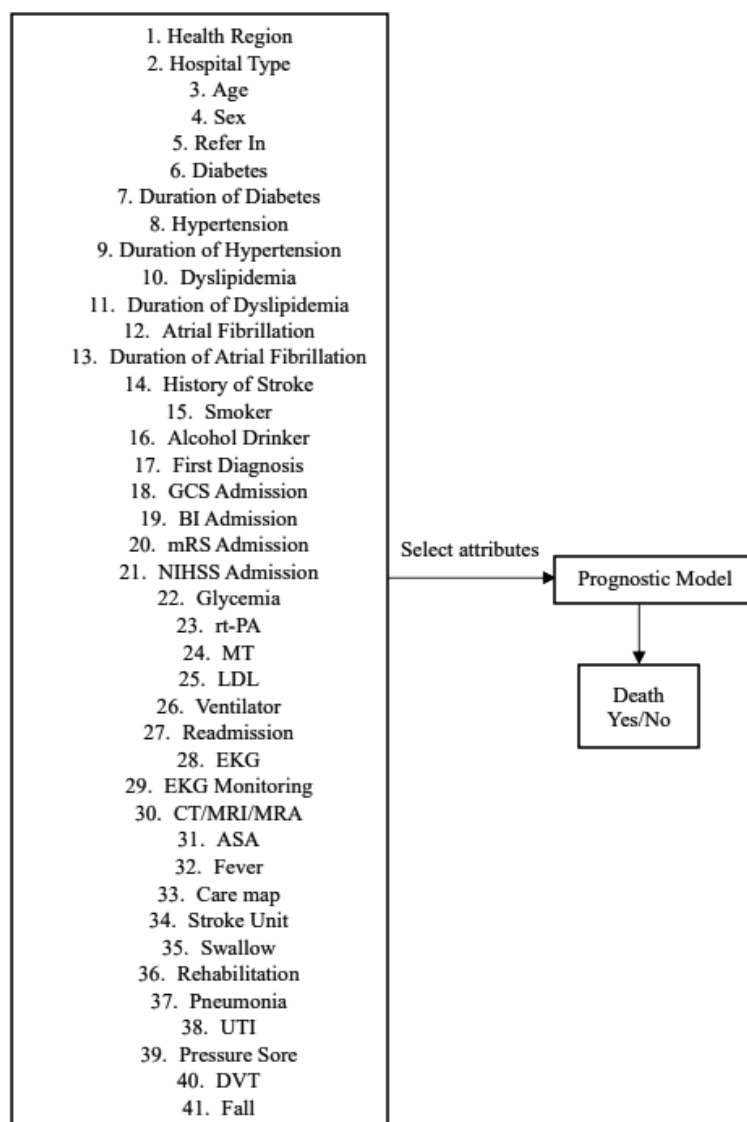 1. Health Region
2. Hospital Type
3. Age
4. Sex
5. Refer In
6. Diabetes
7. Duration of Diabetes
8. Hypertension
9. Duration of Hypertension
10. Dyslipidemia
11. Duration of Dyslipidemia
12. Atrial Fibrillation
13. Duration of Atrial Fibrillation
14. History of Stroke
15. Smoker
16. Alcohol Drinker
17. First Diagnosis
18. GCS Admission
19. BI Admission
20. mRS Admission
21. NIHSS Admission
22. Glycemia
23. rt-PA
24. MT
25. LDL
26. Ventilator
27. Readmission
28. EKG
29. EKG Monitoring
30. CT/MRI/MRA
31. ASA
32. Fever
33. Care map
34. Stroke Unit
35. Swallow
36. Rehabilitation
37. Pneumonia
38. UTI
39. Pressure Sore
40. DVT
41. Fall
Select attributes
Prognostic Model
Death
Yes/No